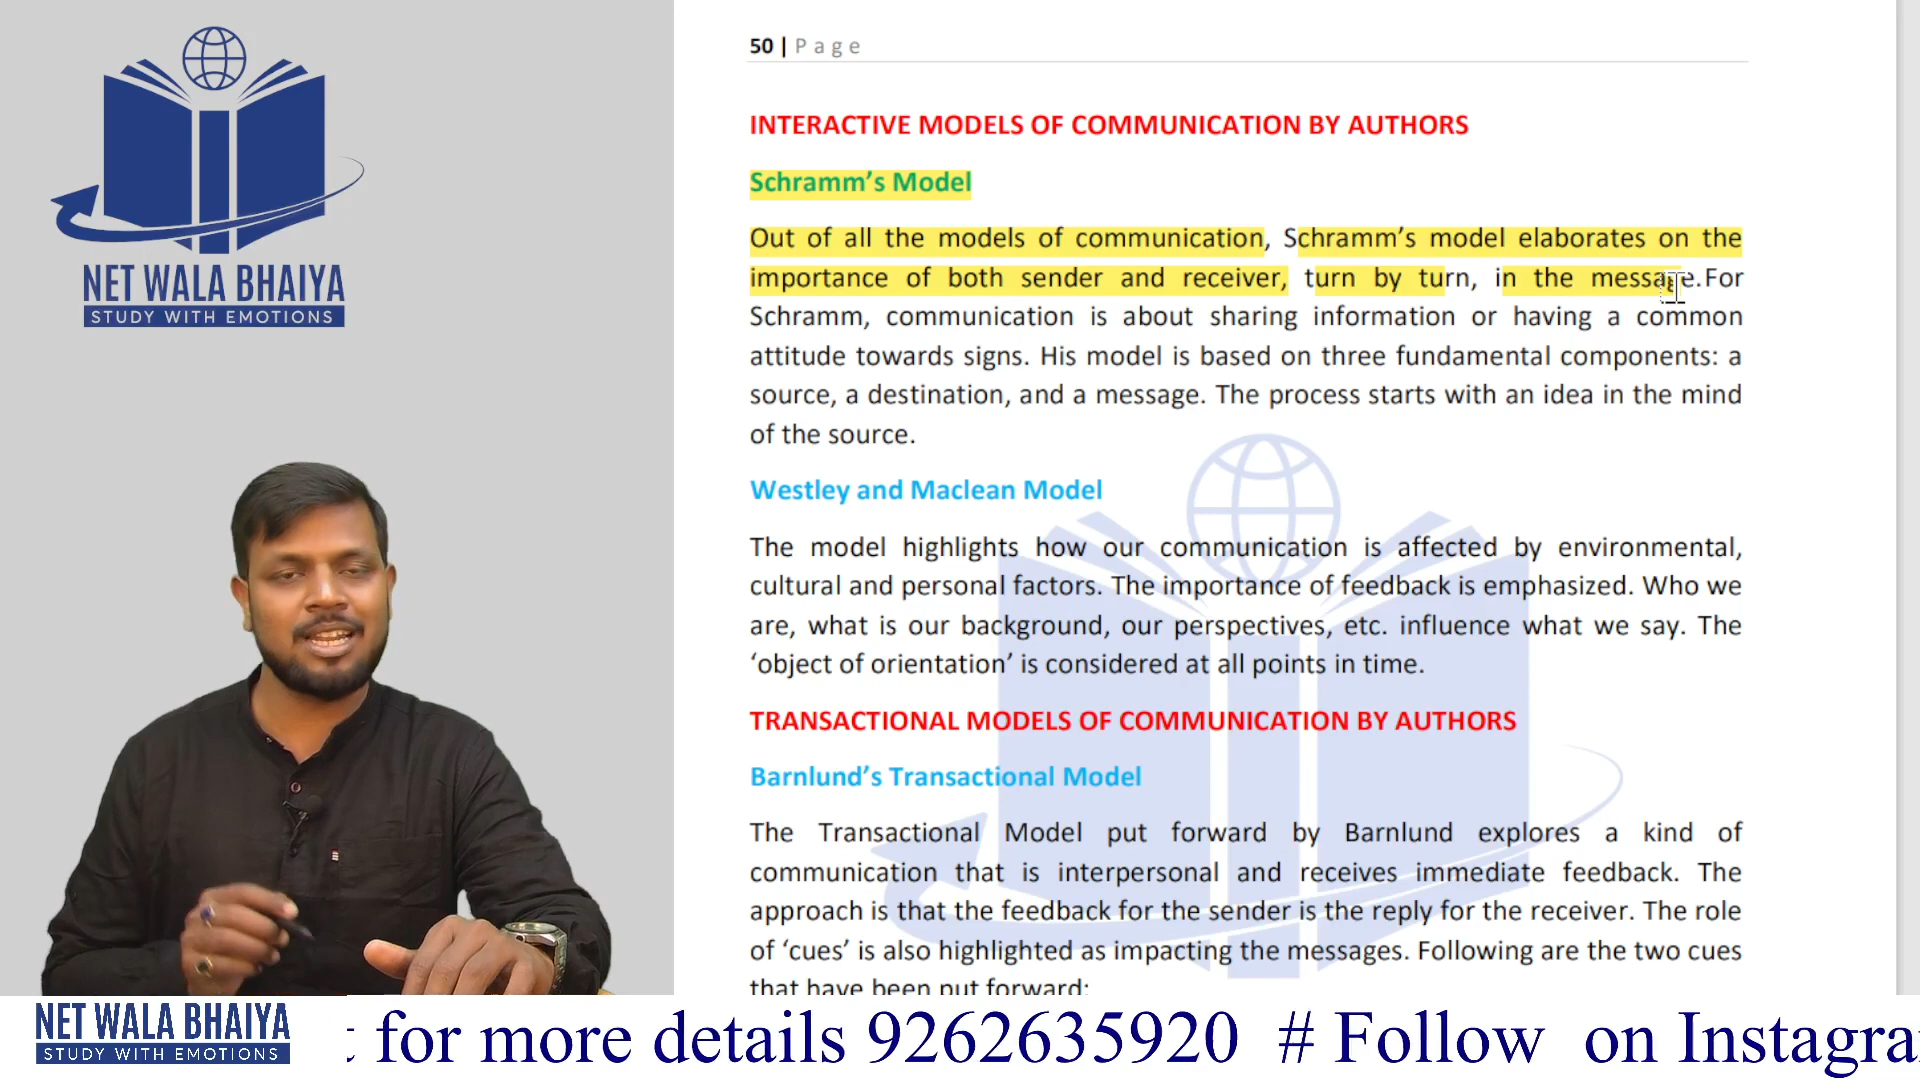 NET WALA BHAIYA
STUDY WITH EMOTIONS
50 | Page
INTERACTIVE MODELS OF COMMUNICATION BY AUTHORS
Schramm’s Model
Out of all the models of communication, Schramm’s model elaborates on the
importance of both sender and receiver, turn by turn, in the message.For
Schramm, communication is about sharing information or having a common
attitude towards signs. His model is based on three fundamental components: a
source, a destination, and a message. The process starts with an idea in the mind
of the source.
Westley and Maclean Model
The model highlights how our communication is affected by environmental,
cultural and personal factors. The importance of feedback is emphasized. Who we
are, what is our background, our perspectives, etc. influence what we say. The
‘object of orientation’ is considered at all points in time.
TRANSACTIONAL MODELS OF COMMUNICATION BY AUTHORS
Barnlund’s Transactional Model
The Transactional Model put forward by Barnlund explores a kind of
communication that is interpersonal and receives immediate feedback. The
approach is that the feedback for the sender is the reply for the receiver. The role
of ‘cues’ is also highlighted as impacting the messages. Following are the two cues
that have been put forward:
NET WALA BHAIYA
STUDY WITH EMOTIONS
: for more details 9262635920 # Follow on Instagra